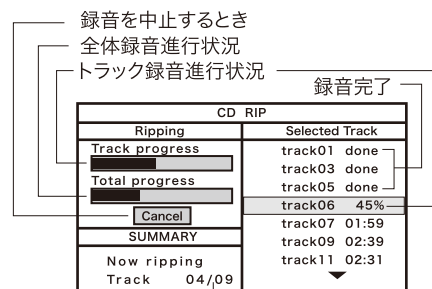 録音を中止するとき
全体録音進行状況
トラック録音進行状況
録音完了
CD RIP
Ripping
Track progress
Total progress
Cancel
SUMMARY
Now ripping
Track 04/09
Selected Track
track01 done
track03 done
track05 done
track06 45%
track07 01:59
track09 02:39
track11 02:31